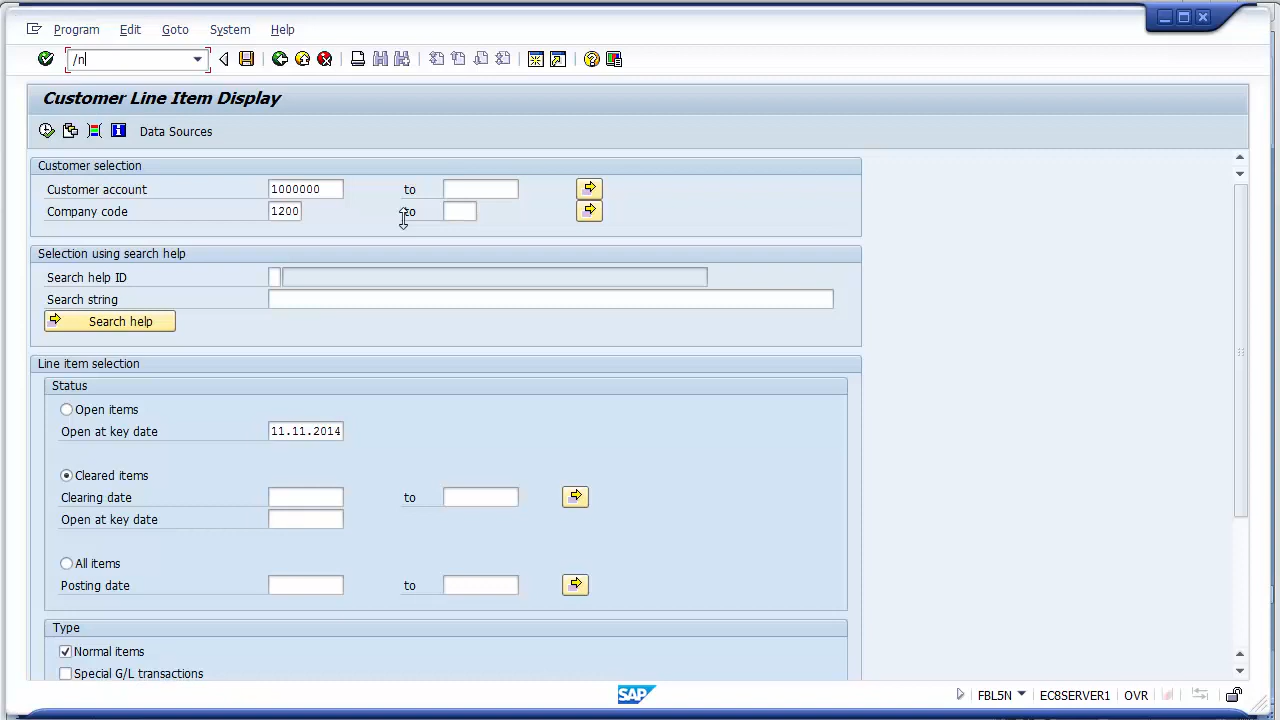 Program Edit Goto System Help
/n
Customer Line Item Display
Data Sources
Customer selection
Customer account 1000000 to
Company code 1200 to
Selection using search help
Search help ID
Search string
Search help
Line item selection
Status
Open items
Open at key date 11.11.2014
Cleared items
Clearing date to
Open at key date
All items
Posting date to
Type
Normal items
Special G/L transactions
SAP FBL5N EC8SERVER1 OVR